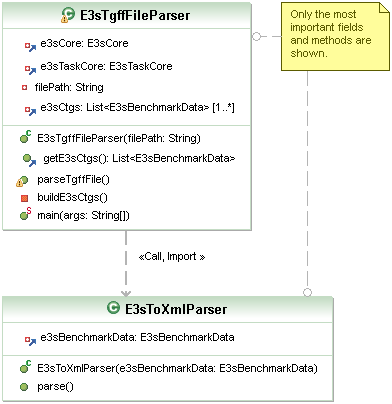 E3sTgffFileParser
e3sCore: E3sCore
e3sTaskCore: E3sTaskCore
filePath: String
e3sCtgs: List<E3sBenchmarkData> [1..*]
E3sTgffFileParser(filePath: String)
getE3sCtgs(): List<E3sBenchmarkData>
parseTgffFile()
buildE3sCtgs()
main(args: String[])
Only the most
important fields
and methods are
shown.
«Call, Import »
E3sToXmlParser
e3sBenchmarkData: E3sBenchmarkData
E3sToXmlParser(e3sBenchmarkData: E3sBenchmarkData)
parse()